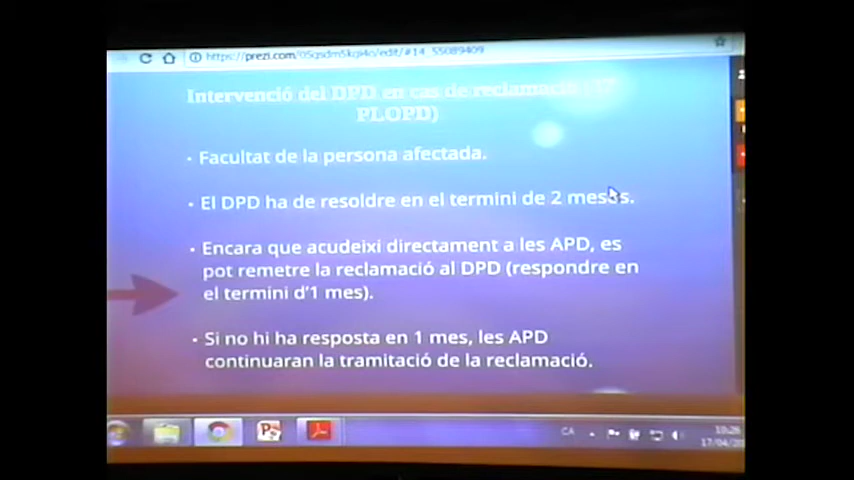 Intervenció del DPD en cas de reclamació
PLOPD)
• Facultat de la persona afectada.
• El DPD ha de resoldre en el termini de 2 mesos.
• Encara que acudeixi directament a les APD, es
pot remetre la reclamació al DPD (respondre en
el termini d'1 mes).
• Si no hi ha resposta en 1 mes, les APD
continuaran la tramitació de la reclamació.
CA
10:26